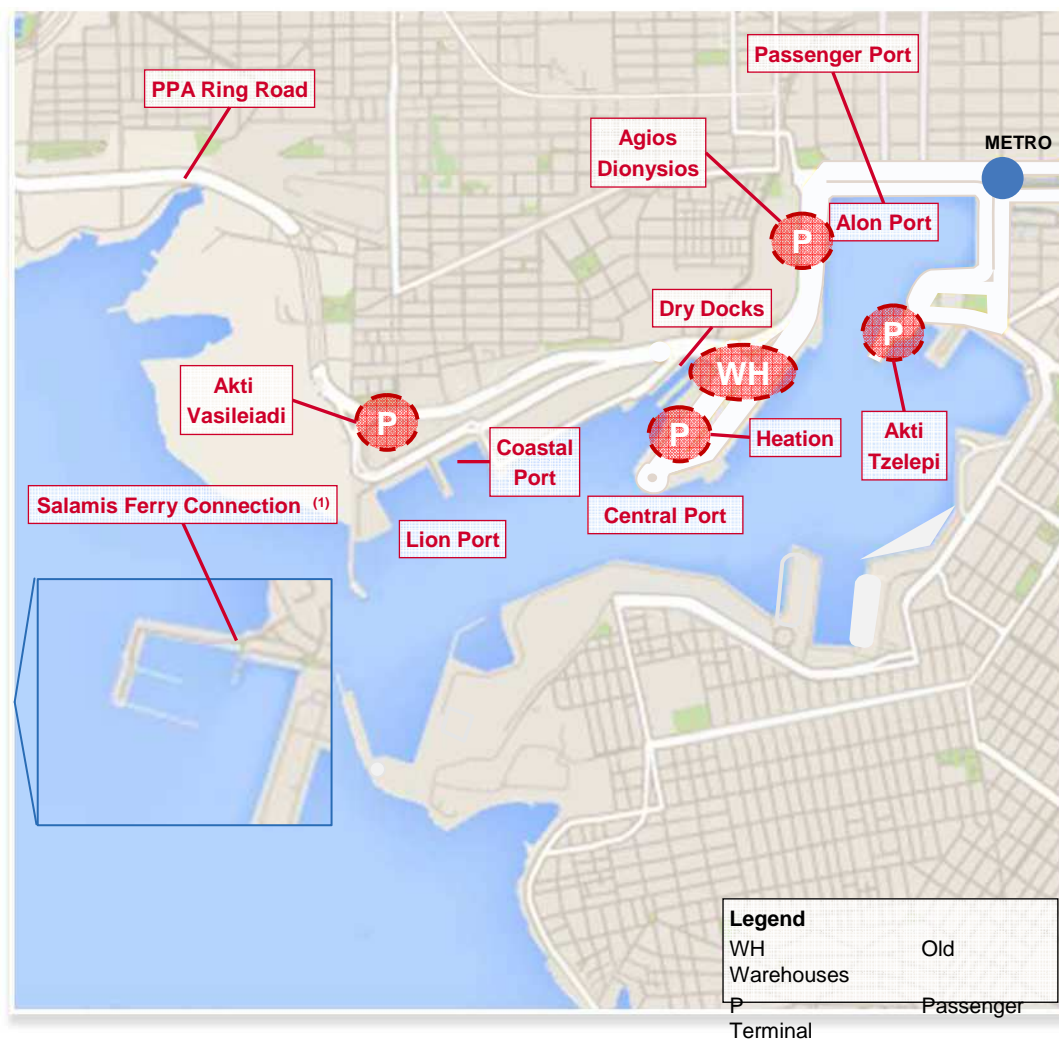 Passenger Port
PPA Ring Road
Agios
Dionysios
METRO
P
Alon Port
Dry Docks
P
WH
Akti
Vasileiadi
P
P
Heation
Akti
Tzelepi
Coastal
Port
Salamis Ferry Connection (1)
Central Port
Lion Port
Legend
WH Old
Warehouses
P Passenger
Terminal